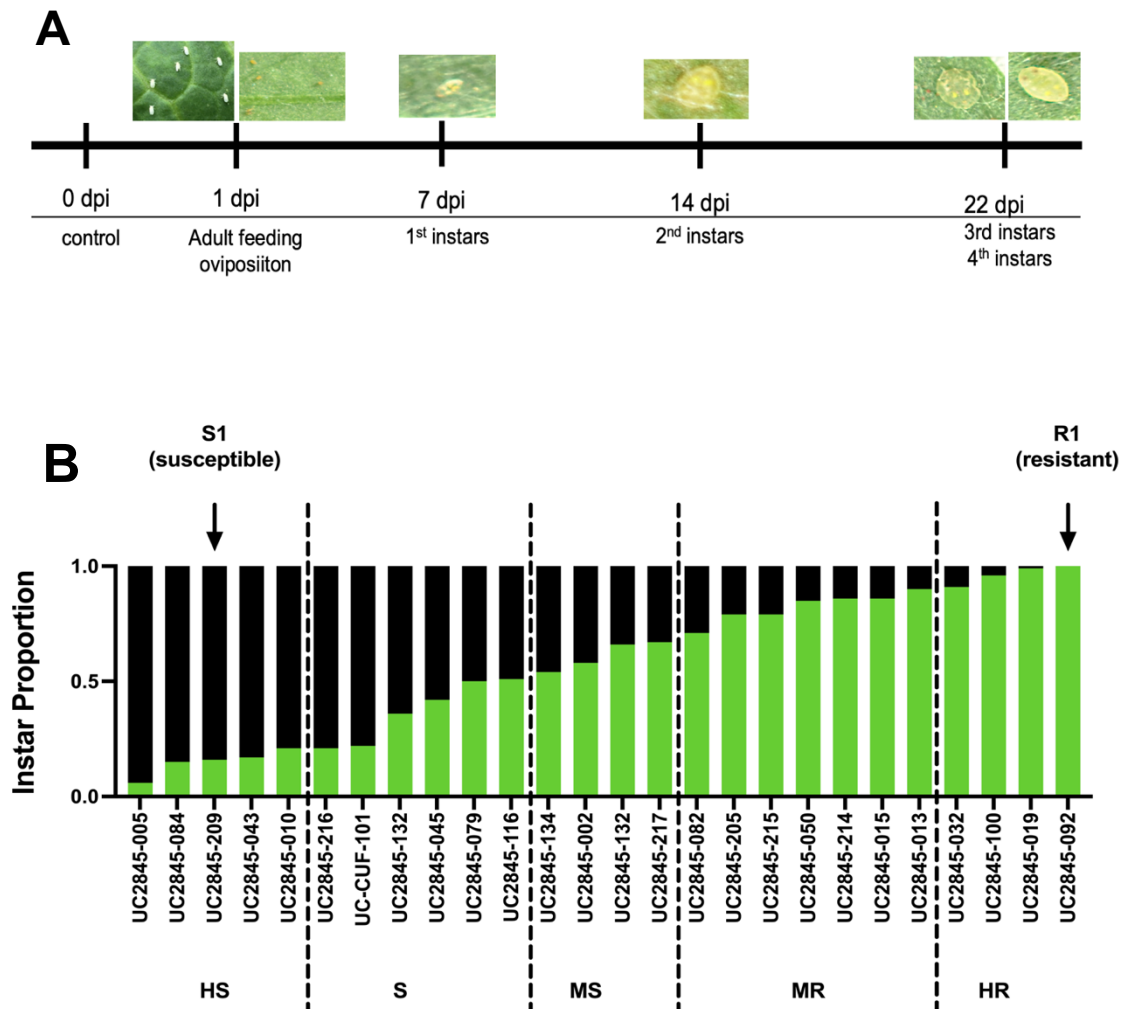 A
0 dpi
1 dpi
7 dpi
14 dpi
22 dpi
control
Adult feeding
oviposiiton
1st instars
2nd instars
3rd instars
4th instars
B
S1
(susceptible)
R1
(resistant)
Instar Proportion
1.0
0.5
0.0
UC2845-005
UC2845-084
UC2845-209
UC2845-043
UC2845-010
UC2845-216
UC-CUF-101
UC2845-132
UC2845-045
UC2845-079
UC2845-116
UC2845-134
UC2845-002
UC2845-132
UC2845-217
UC2845-082
UC2845-205
UC2845-215
UC2845-050
UC2845-214
UC2845-015
UC2845-013
UC2845-032
UC2845-100
UC2845-019
UC2845-092
HS
S
MS
MR
HR